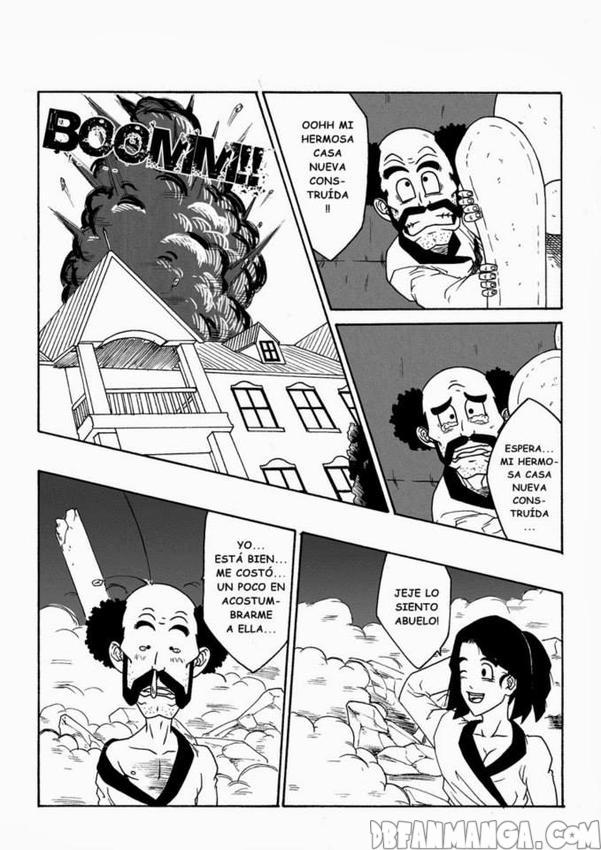 BOOMM!!
OOHH MI
HERMOSA
CASA
NUEVA
CONS-
TRUÍDA
!!
ESPERA...
MI HERMO-
SA CASA
NUEVA
CONS-
TRUÍDA
...
YO...
ESTÁ BIEN...
ME COSTÓ...
UN POCO EN
ACOSTUM-
BRARME
A ELLA...
JEJE LO
SIENTO
ABUELO!
DBFANMANGA.COM